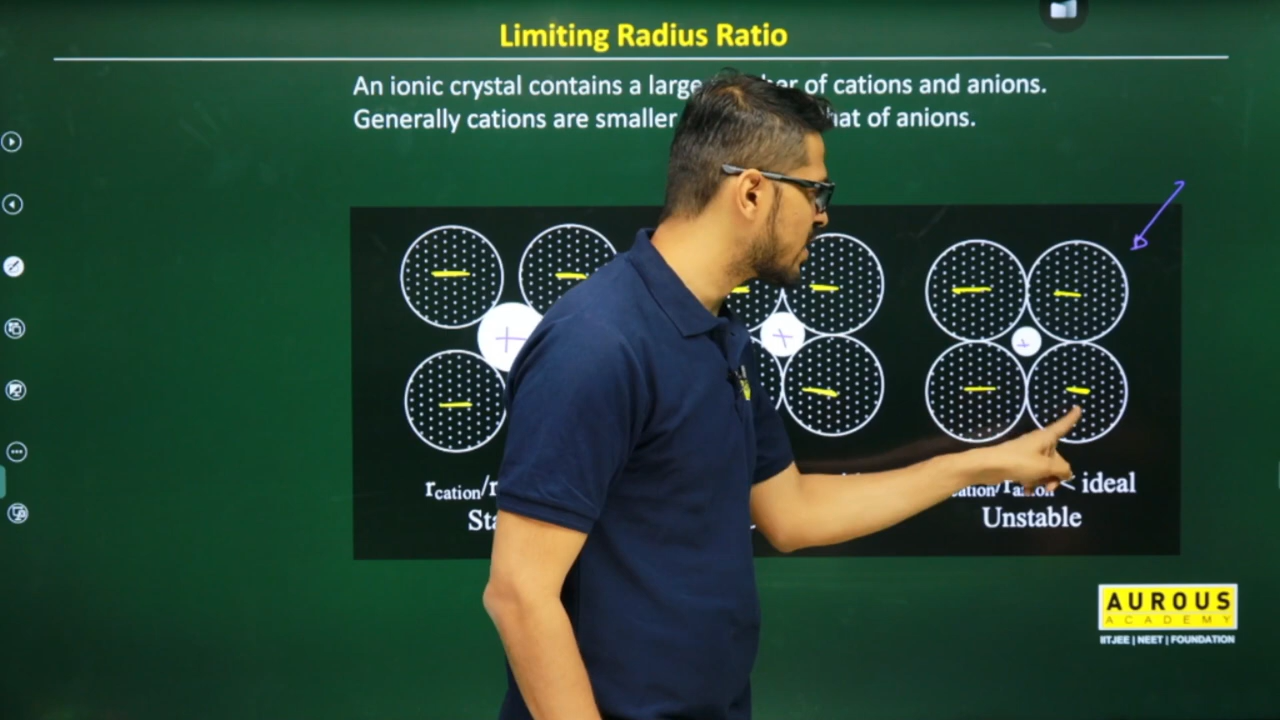 Limiting Radius Ratio
An ionic crystal contains a large of cations and anions.
Generally cations are smaller of anions.
− − − − −
+ + +
− − − −
r cation/r
< ideal
Unstable
AUROUS
ACADEMY
IITJEE | NEET | FOUNDATION